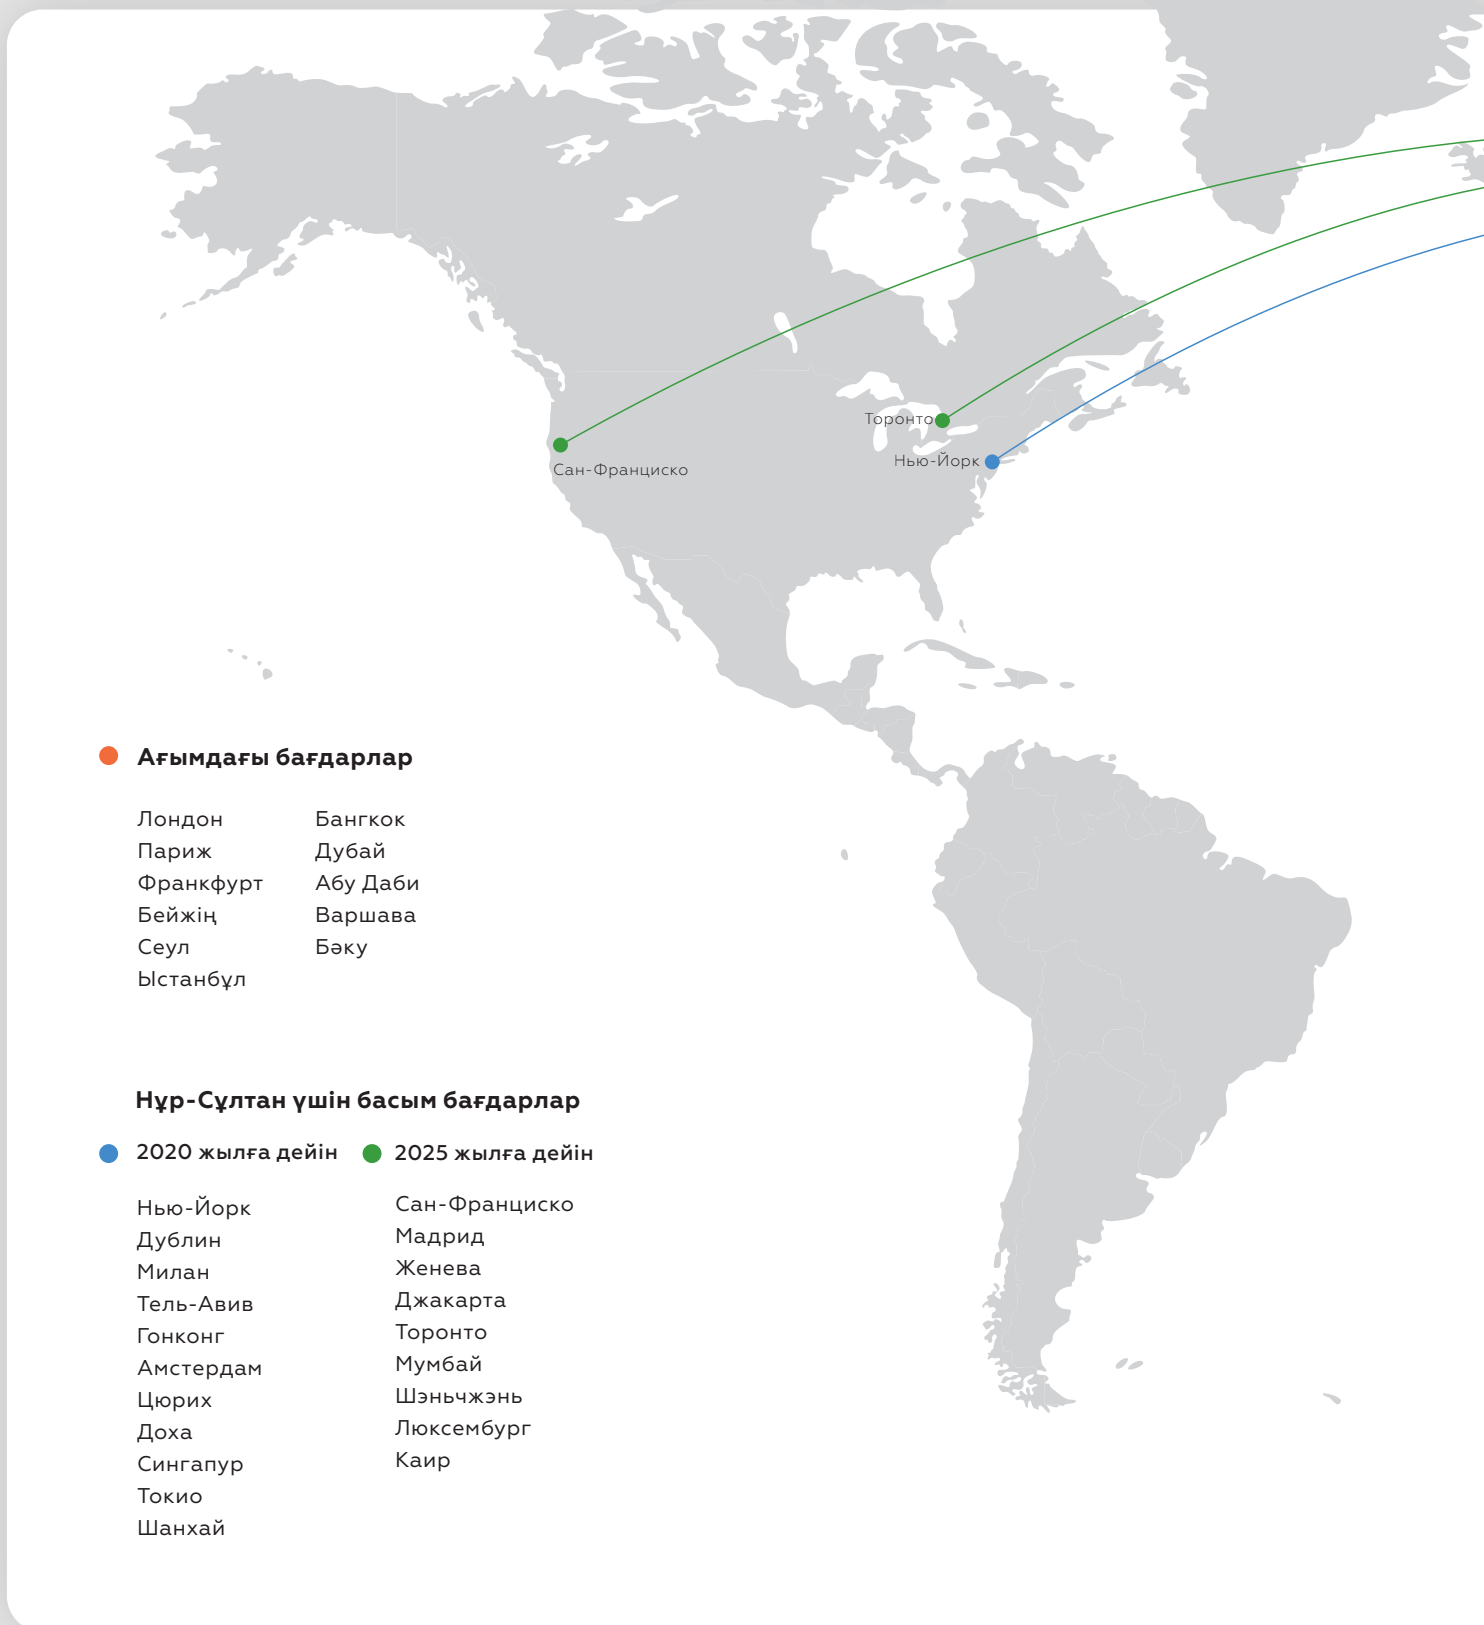 Торонто
Нью-Йорк
Сан-Франциско
Ағымдағы бағдарлар
Лондон
Париж
Франкфурт
Бейжің
Сеул
Ыстанбұл
Бангкок
Дубай
Абу Даби
Варшава
Бәку
Нұр-Сұлтан үшін басым бағдарлар
2020 жылға дейін
Нью-Йорк
Дублин
Милан
Тель-Авив
Гонконг
Амстердам
Цюрих
Доха
Сингапур
Токио
Шанхай
2025 жылға дейін
Сан-Франциско
Мадрид
Женева
Джакарта
Торонто
Мумбай
Шэньчжэнь
Люксембург
Каир